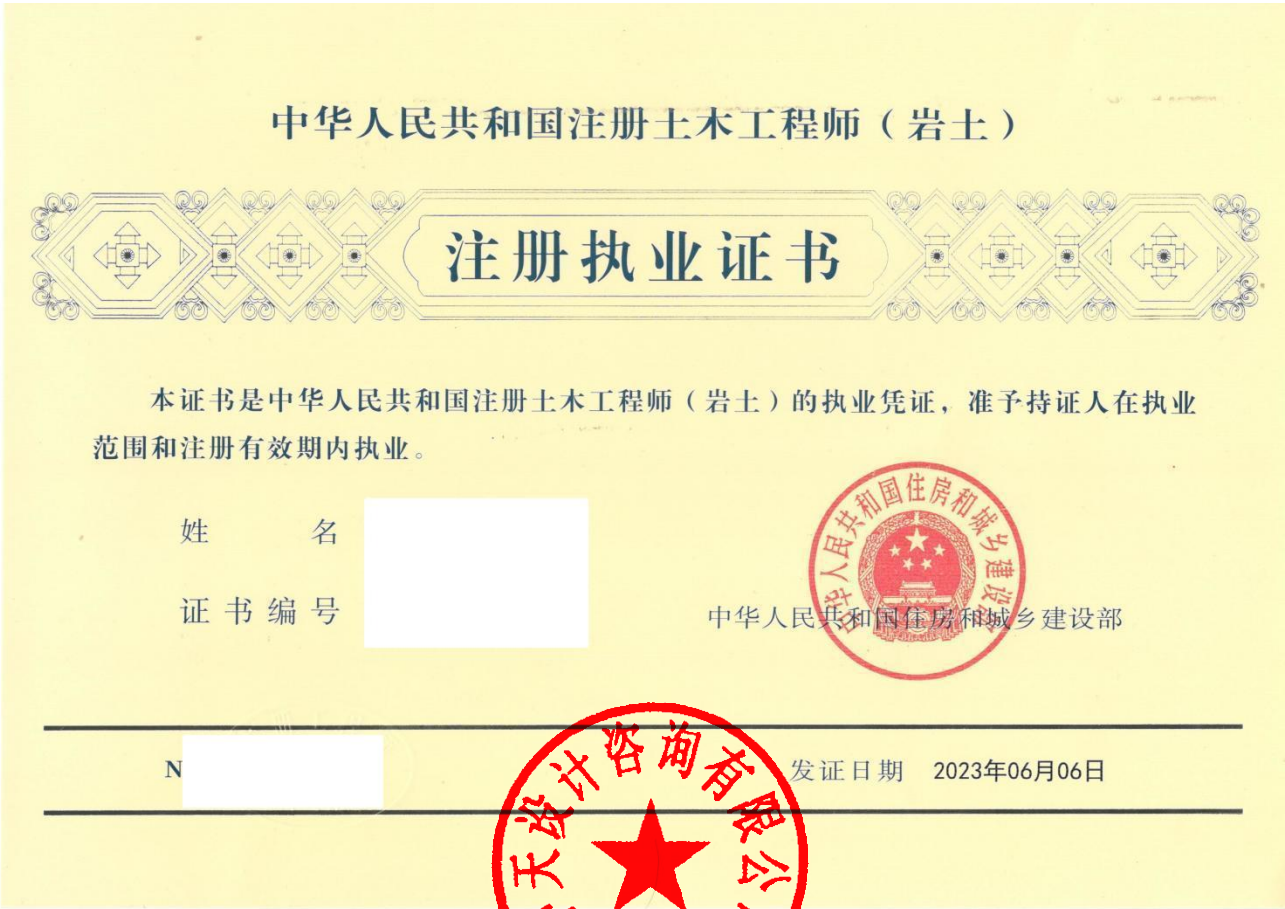 中华人民共和国注册土木工程师（岩土）
注册执业证书
本证书是中华人民共和国注册土木工程师（岩土）的执业凭证，准予持证人在执业
范围和注册有效期内执业。
姓 名
证书编号
中华人民共和国住房和城乡建设部
中华人民共和国住房和城乡建设部
N
发证日期 2023年06月06日
天设计咨询有限公